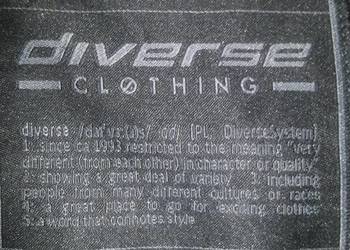 diverse
CLØTHING
diverse [PL, DiverseSystem]
1: since ca 1993 restricted to the meaning "very
different (from each other) in character or quality"
2: showing a great deal of variety 3: including
people from many different cultures or races
4: a great place to go for exciting clothes
5: a word that connotes style